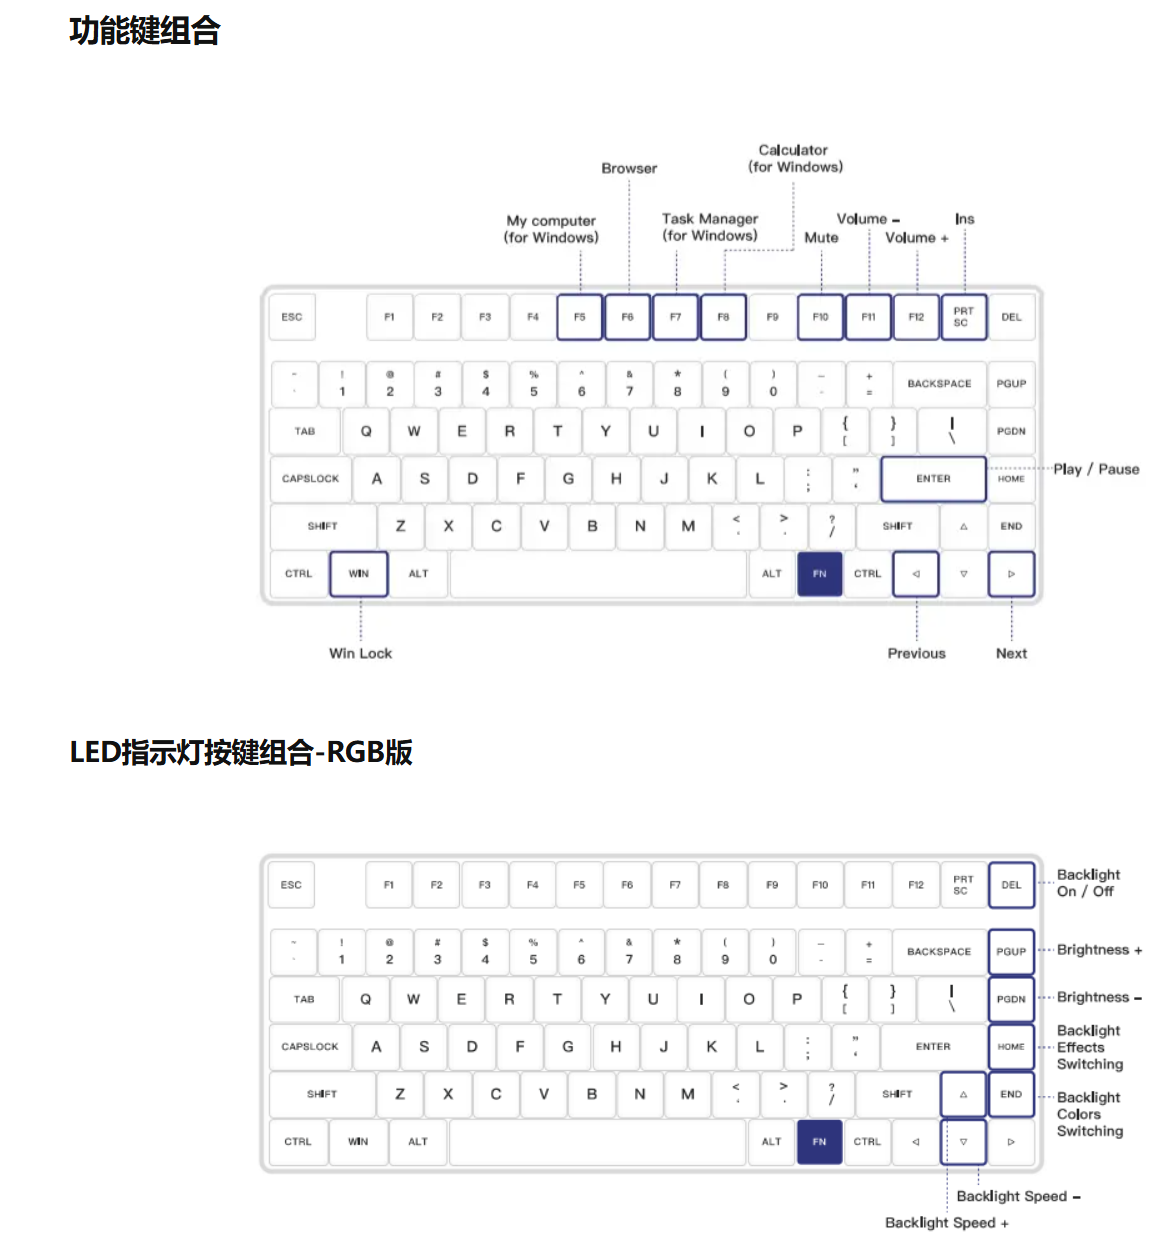 功能键组合
Calculator
(for Windows)
Browser
My computer
(for Windows)
Task Manager
(for Windows)
Volume –
Ins
Mute
Volume +
ESC F1 F2 F3 F4 F5 F6 F7 F8 F9 F10 F11 F12 PRT SC DEL
~ ! 1 @ 2 # 3 $ 4 % 5 ^ 6 & 7 * 8 ( 9 ) 0 – - + = BACKSPACE PGUP
TAB Q W E R T Y U I O P { [ } ] | \ PGDN
CAPSLOCK A S D F G H J K L : ; " ‘ ENTER HOME
Play / Pause
SHIFT Z X C V B N M < , > . ? / SHIFT △ END
CTRL WIN ALT ALT FN CTRL ◁ ▽ ▷
Win Lock
Previous
Next
LED指示灯按键组合-RGB版
ESC F1 F2 F3 F4 F5 F6 F7 F8 F9 F10 F11 F12 PRT SC DEL
Backlight
On / Off
~ ! 1 @ 2 # 3 $ 4 % 5 ^ 6 & 7 * 8 ( 9 ) 0 – - + = BACKSPACE PGUP
Brightness +
TAB Q W E R T Y U I O P { [ } ] | \ PGDN
Brightness –
CAPSLOCK A S D F G H J K L : ; " ‘ ENTER HOME
Backlight
Effects
Switching
SHIFT Z X C V B N M < , > . ? / SHIFT △ END
Backlight
Colors
Switching
CTRL WIN ALT ALT FN CTRL ◁ ▽ ▷
Backlight Speed –
Backlight Speed +